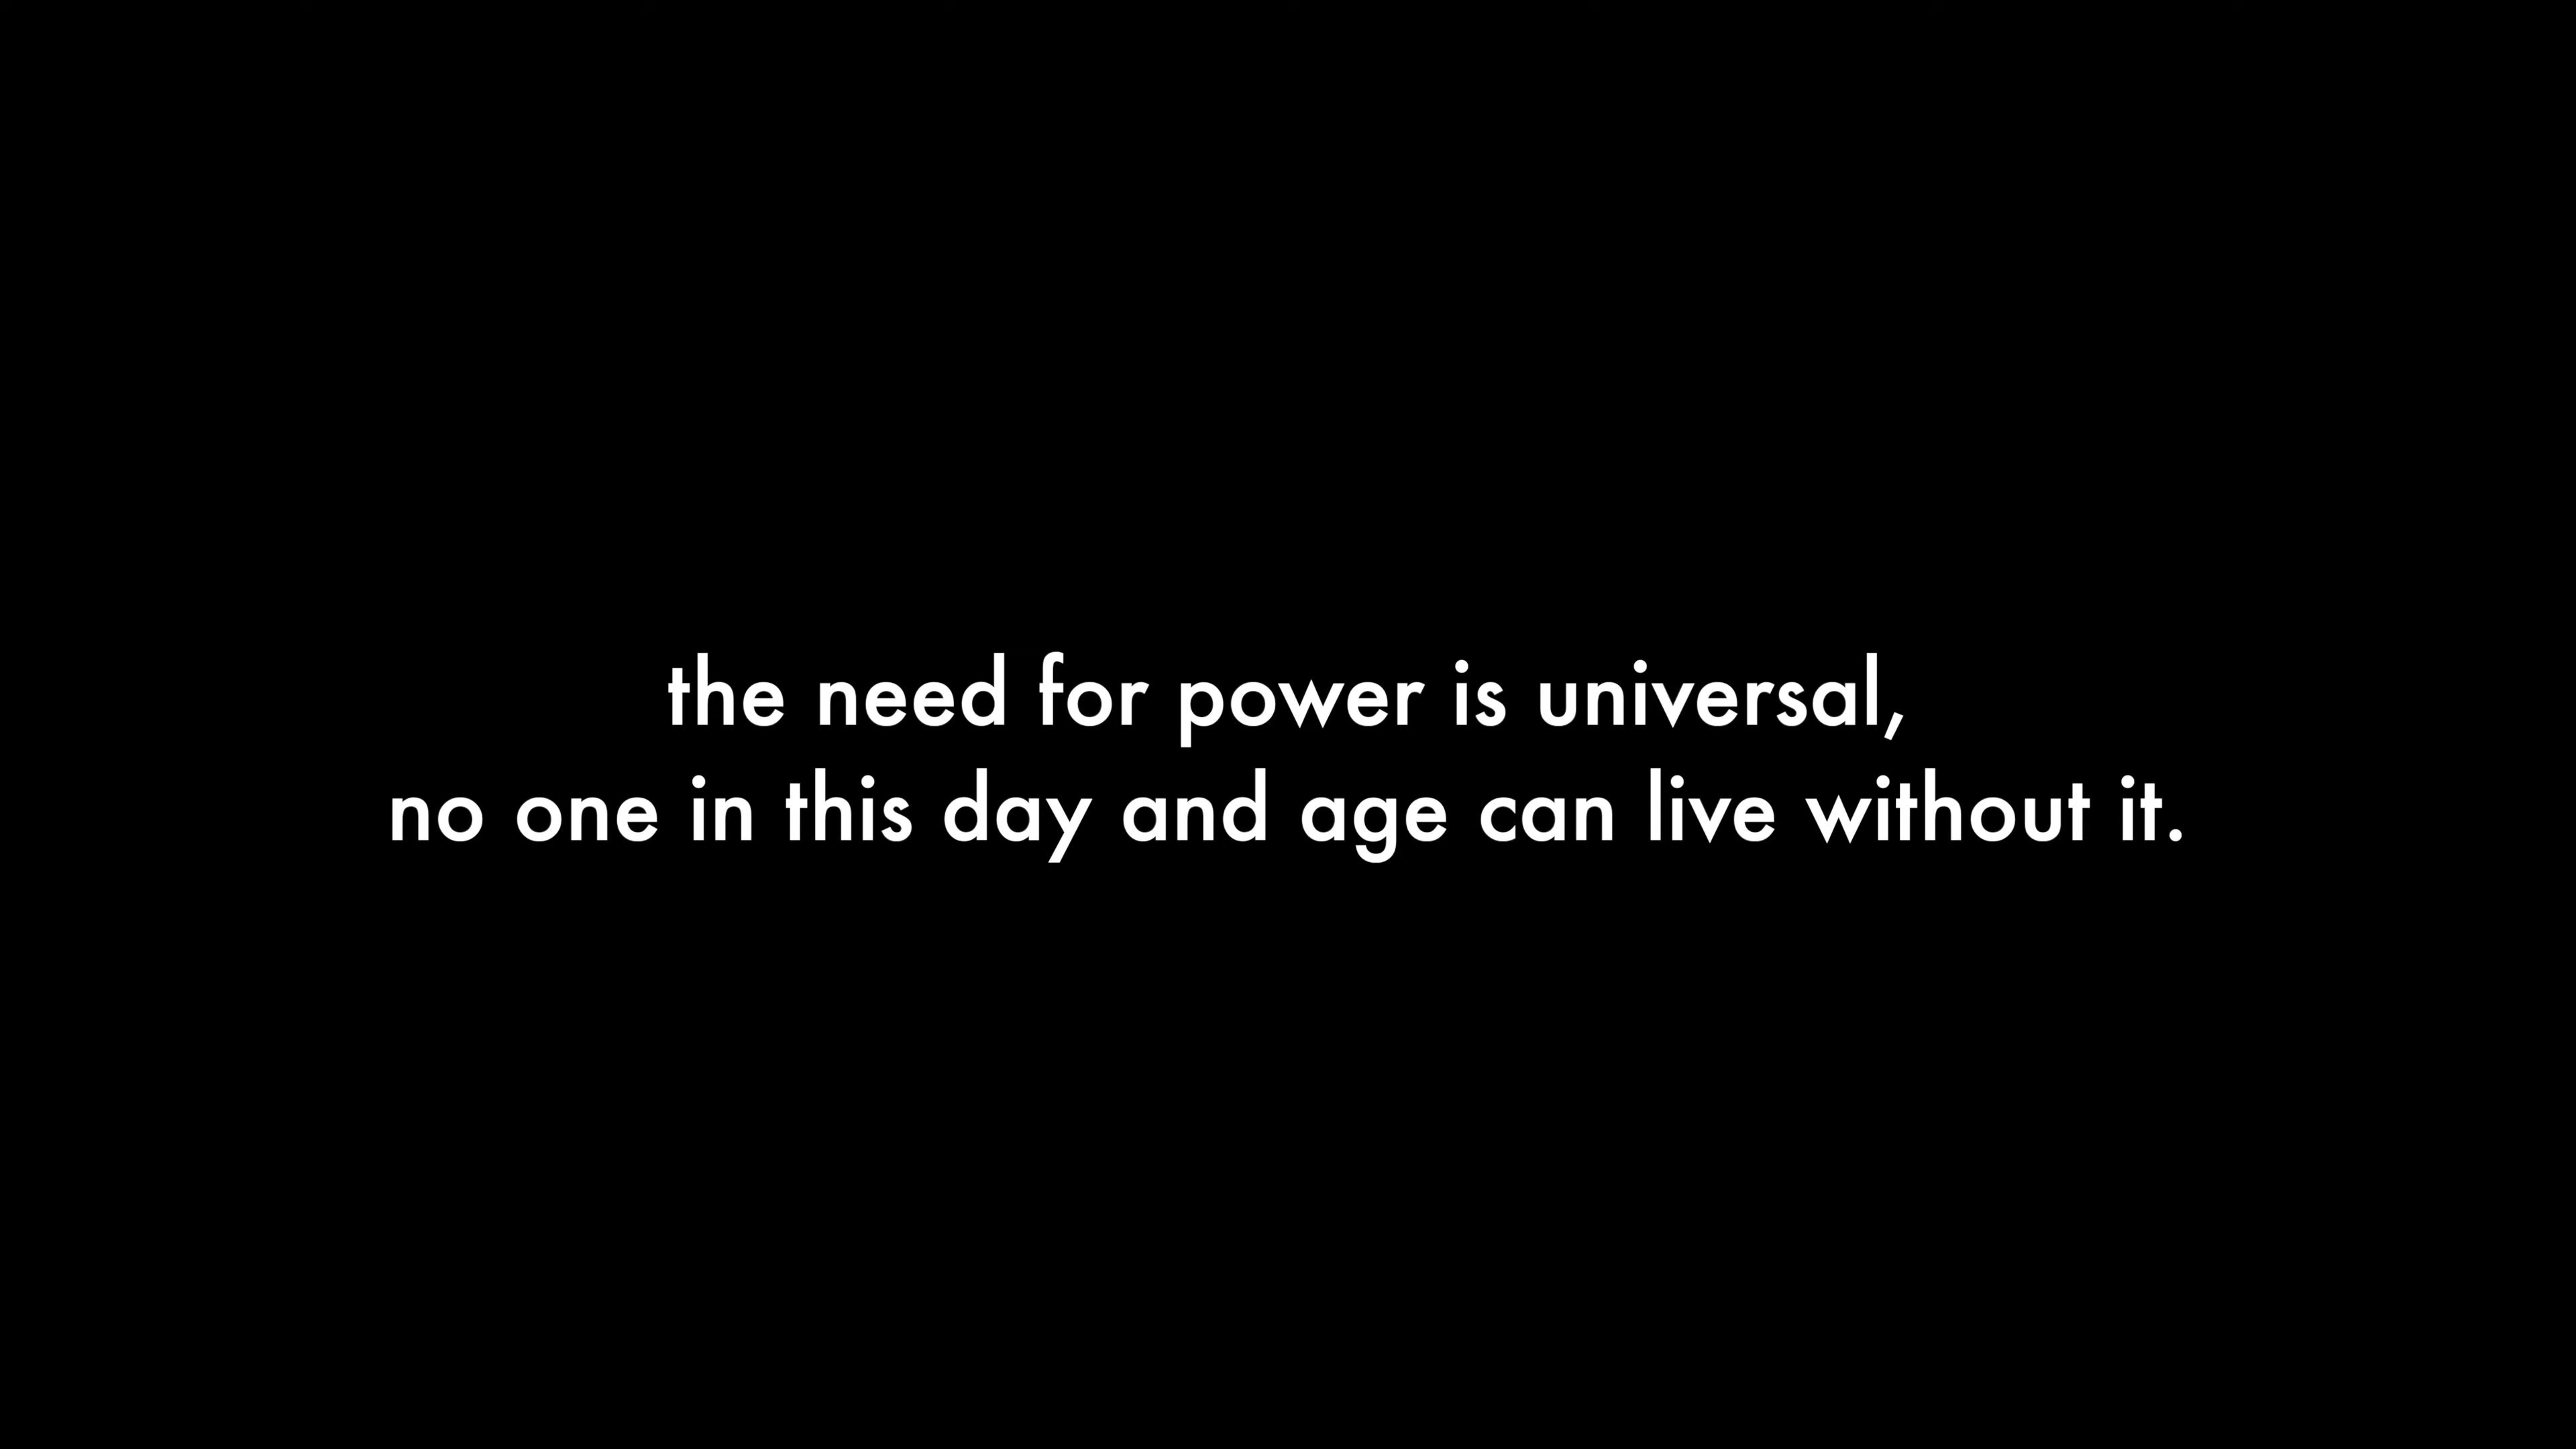 the need for power is universal,
no one in this day and age can live without it.